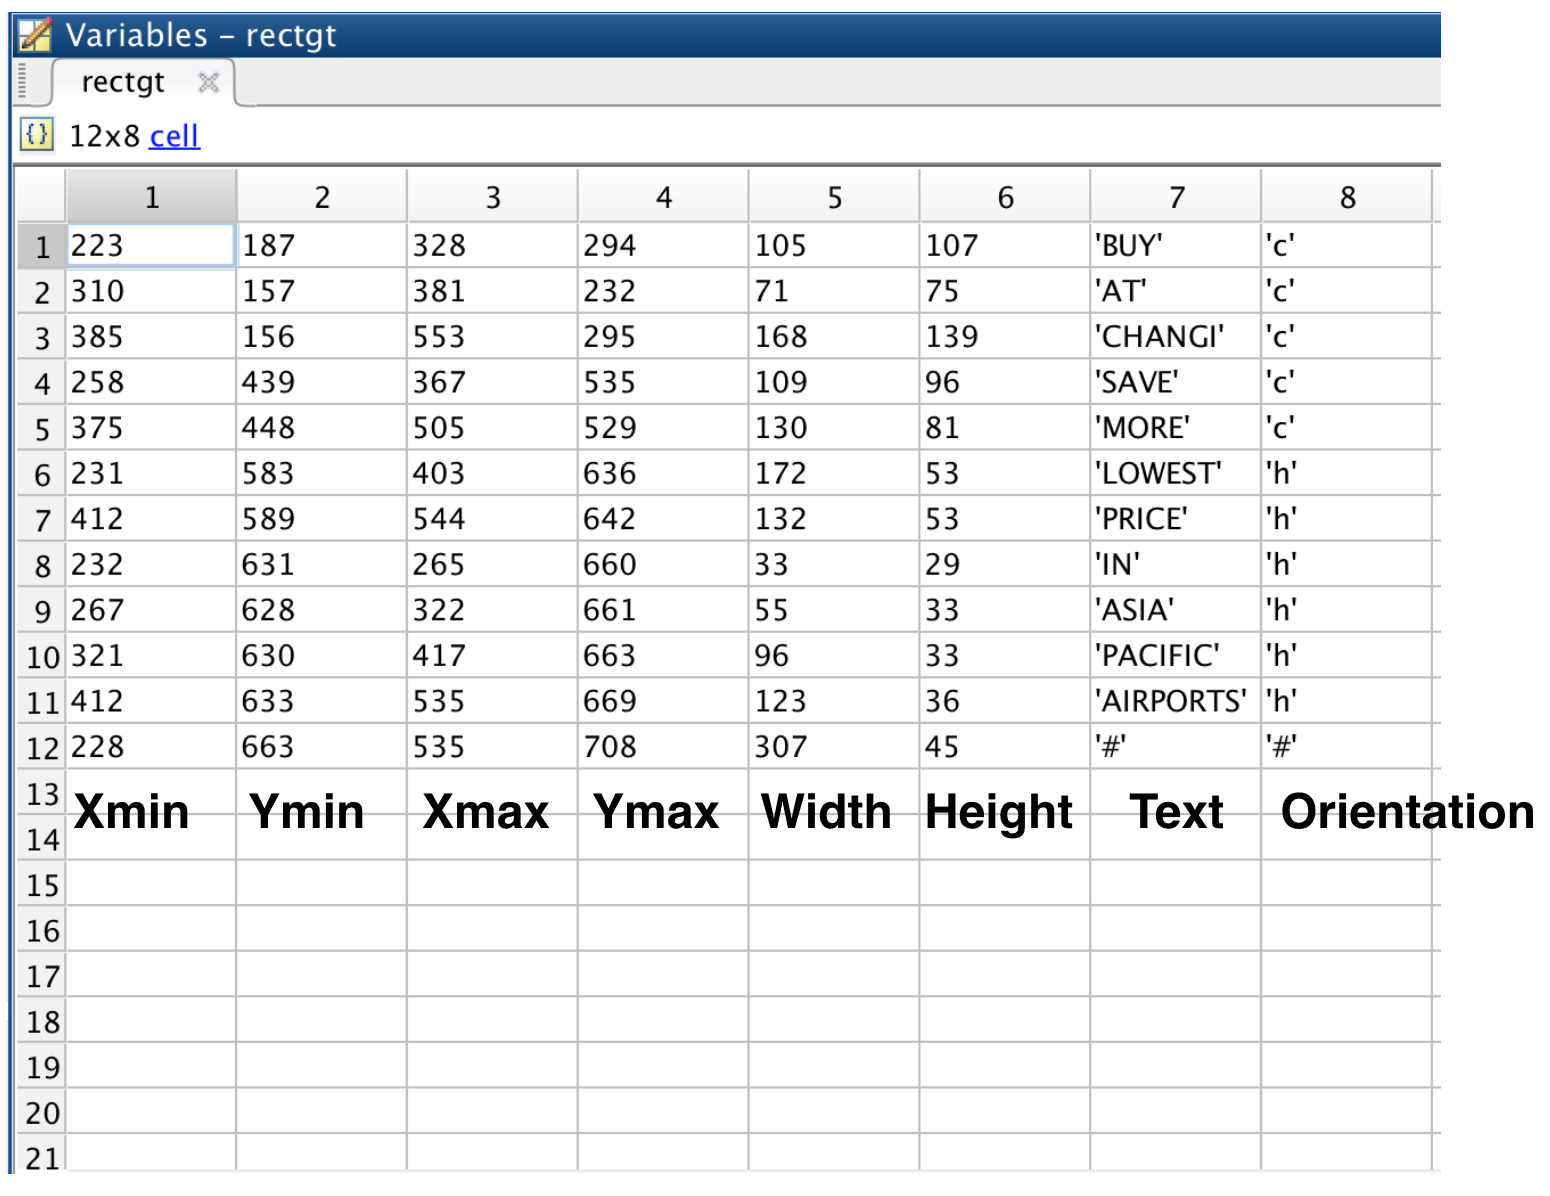 Variables – rectgt
rectgt
{} 12x8 cell
1 2 3 4 5 6 7 8
1 223 187 328 294 105 107 'BUY' 'c'
2 310 157 381 232 71 75 'AT' 'c'
3 385 156 553 295 168 139 'CHANGI' 'c'
4 258 439 367 535 109 96 'SAVE' 'c'
5 375 448 505 529 130 81 'MORE' 'c'
6 231 583 403 636 172 53 'LOWEST' 'h'
7 412 589 544 642 132 53 'PRICE' 'h'
8 232 631 265 660 33 29 'IN' 'h'
9 267 628 322 661 55 33 'ASIA' 'h'
10 321 630 417 663 96 33 'PACIFIC' 'h'
11 412 633 535 669 123 36 'AIRPORTS' 'h'
12 228 663 535 708 307 45 '#' '#'
13
Xmin Ymin Xmax Ymax Width Height Text Orientation
14
15
16
17
18
19
20
21